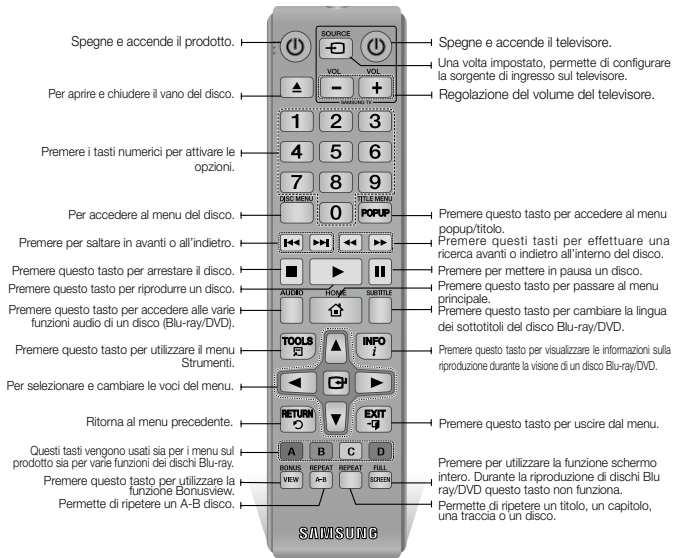 Spegne e accende il prodotto.
SOURCE
Spegne e accende il televisore.
Una volta impostato, permette di configurare
la sorgente di ingresso sul televisore.
Per aprire e chiudere il vano del disco.
VOL
VOL
Regolazione del volume del televisore.
SAMSUNG TV
1 2 3
Premere i tasti numerici per attivare le
opzioni.
4 5 6
7 8 9
DISC MENU
TITLE MENU
0
POPUP
Per accedere al menu del disco.
Premere questo tasto per accedere al menu
popup/titolo.
Premere per saltare in avanti o all'indietro.
Premere questi tasti per effettuare una
ricerca avanti o indietro all'interno del disco.
Premere questo tasto per arrestare il disco.
Premere per mettere in pausa un disco.
Premere questo tasto per riprodurre un disco.
Premere questo tasto per passare al menu
principale.
AUDIO
HOME
SUBTITLE
Premere questo tasto per accedere alle varie
funzioni audio di un disco (Blu-ray/DVD).
Premere questo tasto per cambiare la lingua
dei sottotitoli del disco Blu-ray/DVD.
TOOLS
INFO
i
Premere questo tasto per utilizzare il menu
Strumenti.
Premere questo tasto per visualizzare le informazioni sulla
riproduzione durante la visione di un disco Blu-ray/DVD.
Per selezionare e cambiare le voci del menu.
RETURN
EXIT
Ritorna al menu precedente.
Premere questo tasto per uscire dal menu.
A B C D
Questi tasti vengono usati sia per i menu sul
prodotto sia per varie funzioni dei dischi Blu-ray.
BONUS
VIEW
REPEAT
A-B
REPEAT
FULL
SCREEN
Premere questo tasto per utilizzare la
funzione Bonusview.
Premere per utilizzare la funzione schermo
intero. Durante la riproduzione di dischi Blu
ray/DVD questo tasto non funziona.
Permette di ripetere un A-B disco.
Permette di ripetere un titolo, un capitolo,
una traccia o un disco.
SAMSUNG